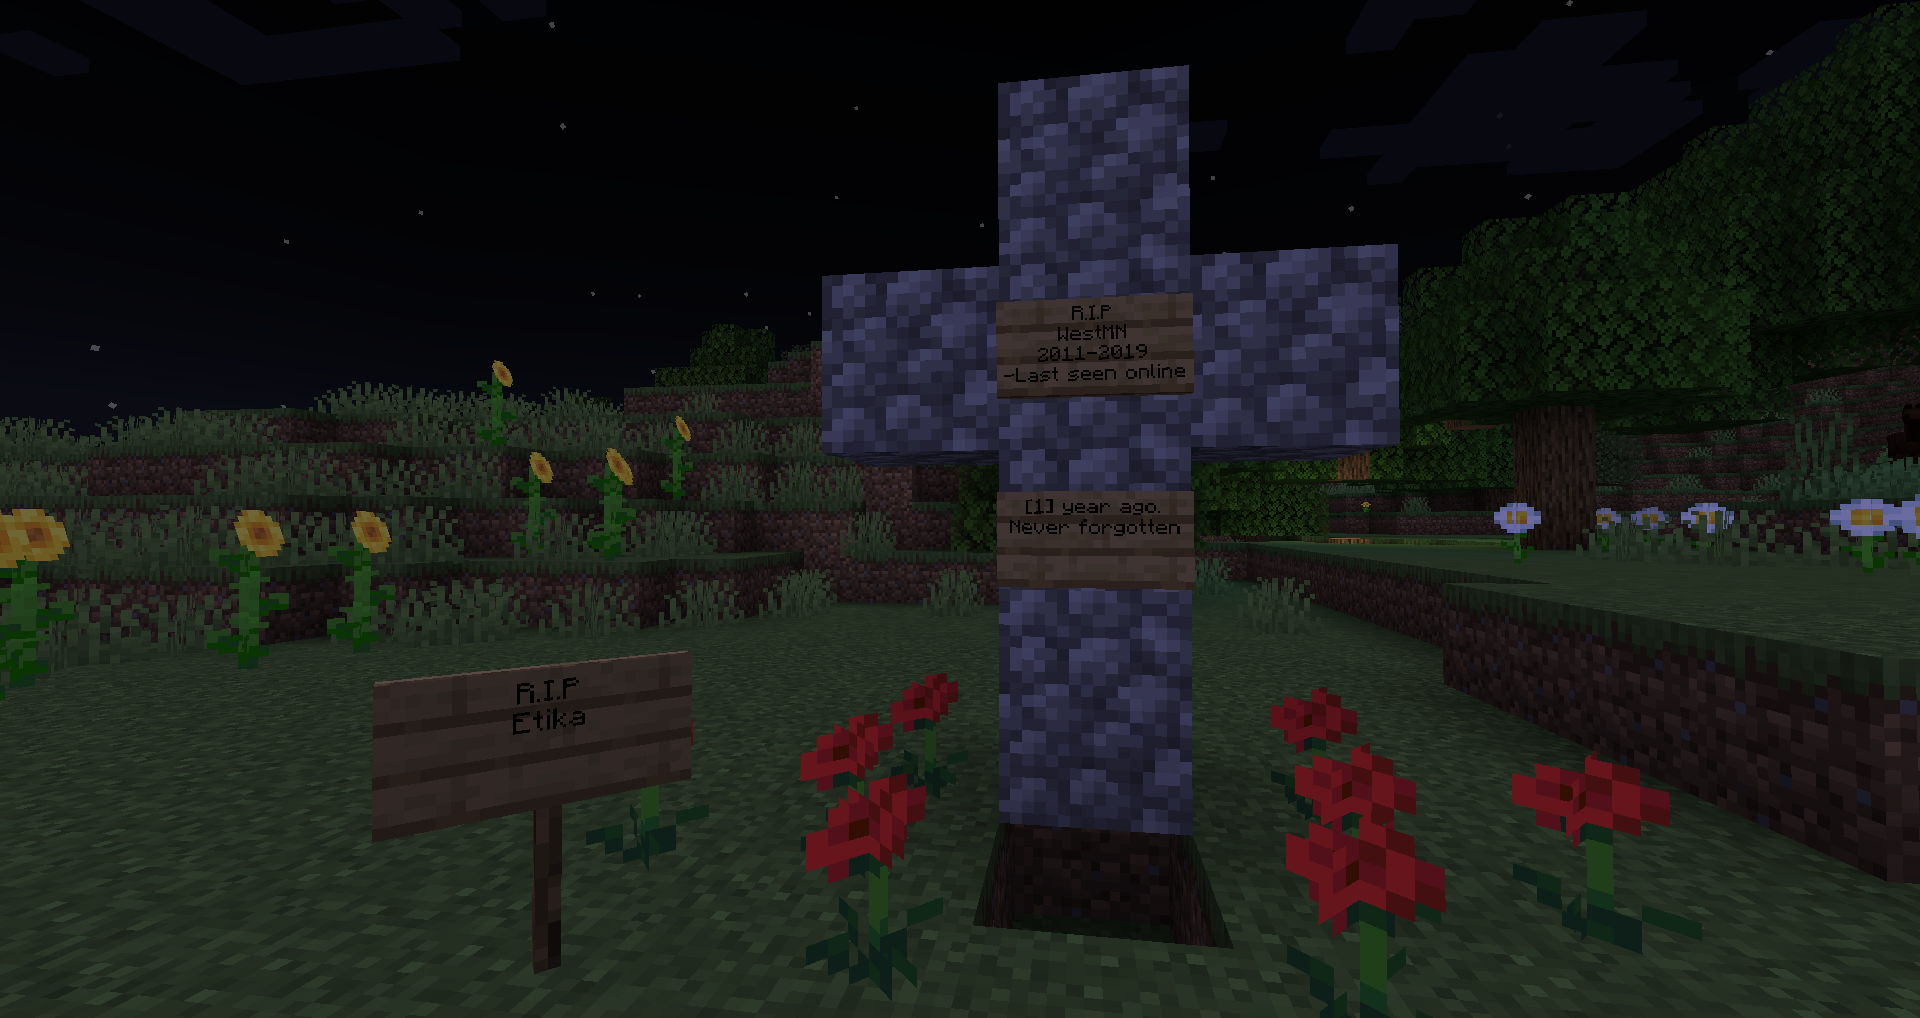 R.I.P
WestMN
2011-2019
-Last seen online
[1] year ago.
Never forgotten
R.I.P
Etika